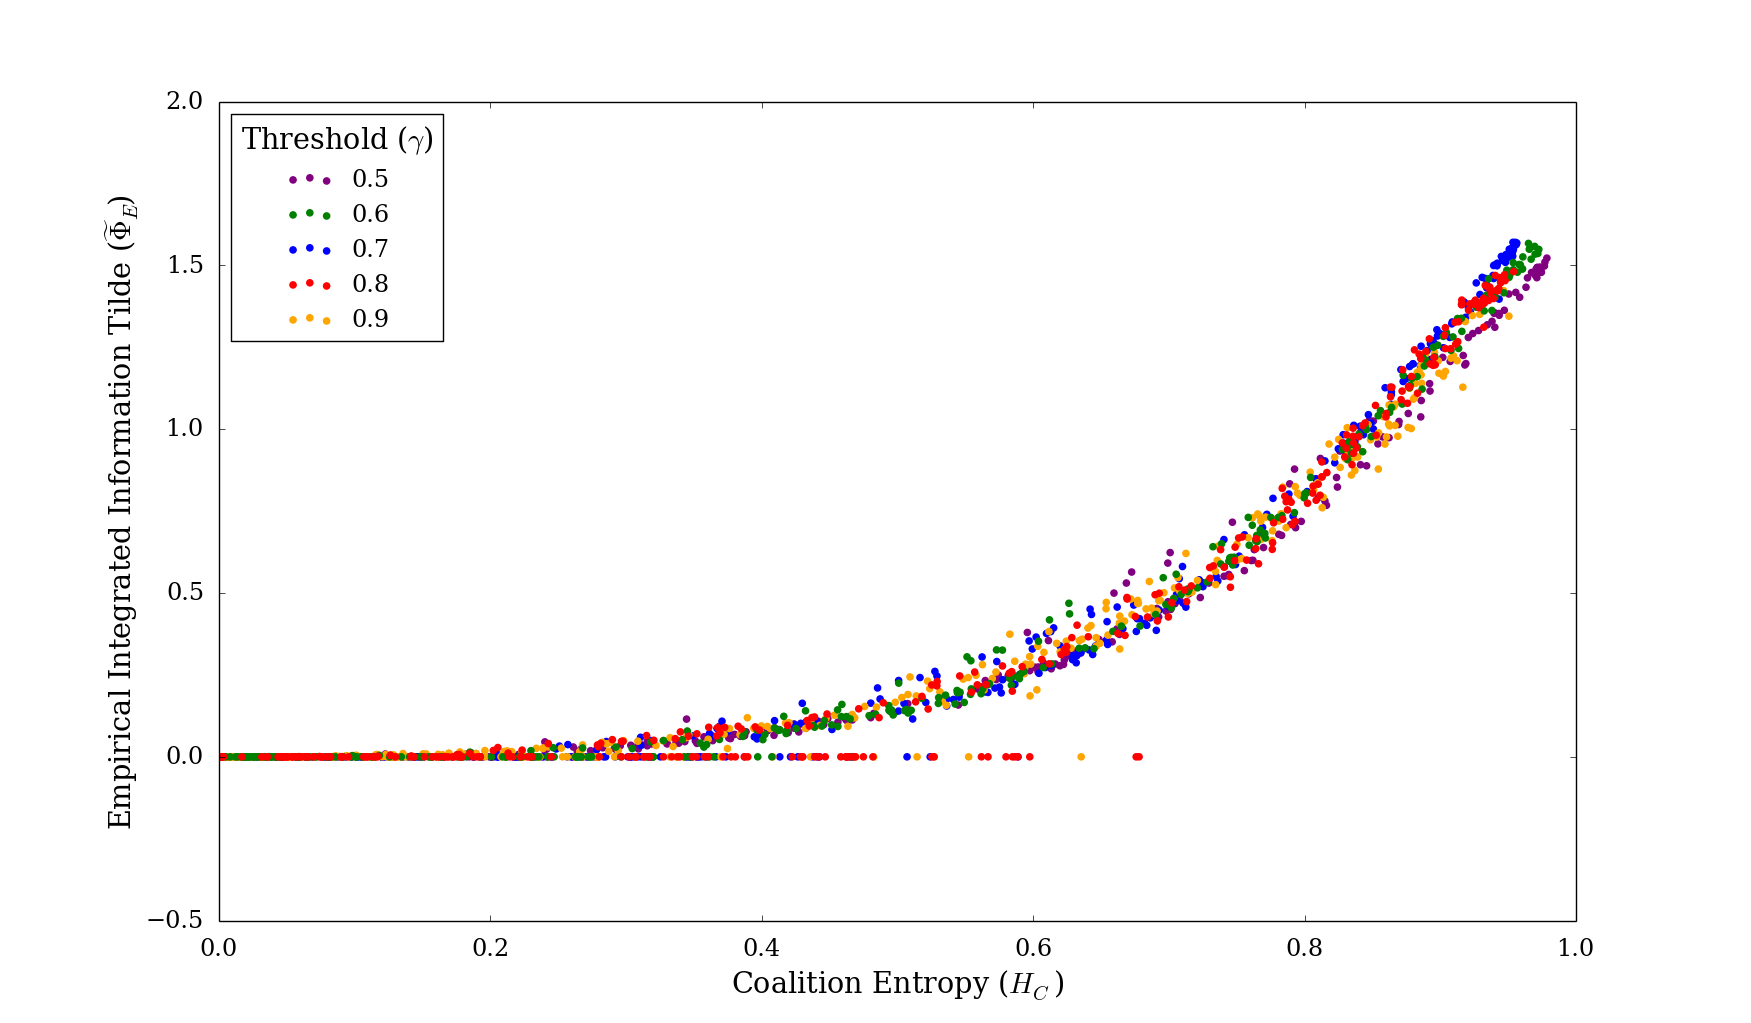 2.0
1.5
1.0
0.5
0.0
−0.5
Empirical Integrated Information Tilde (Φ̃_E)
Threshold (γ)
0.5
0.6
0.7
0.8
0.9
0.0 0.2 0.4 0.6 0.8 1.0
Coalition Entropy (H_C)